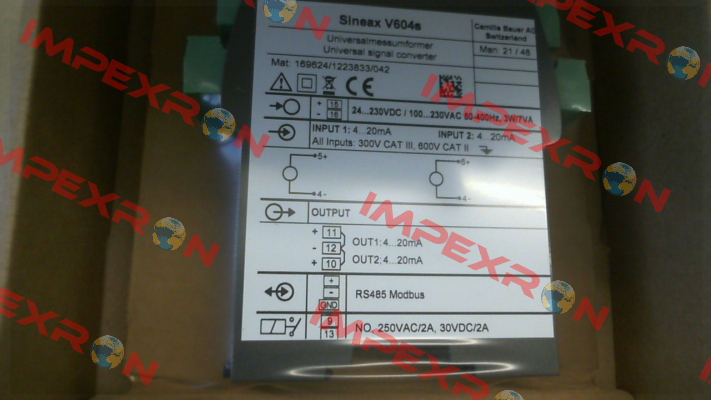 Sineax V604s
Universalmessumformer
Universal signal converter
Camille Bauer AG
Switzerland
Man: 21 / 48
Mat: 169624/1223833/042
+ 15
- 16
24...230VDC / 100...230VAC 50-400Hz, 3W/7VA
INPUT 1: 4...20mA INPUT 2: 4...20mA
All Inputs: 300V CAT III, 600V CAT II
5+
4-
5+
4-
OUTPUT
+ 11
- 12
+ 10
OUT1: 4...20mA
OUT2: 4...20mA
+
-
GND
RS485 Modbus
9
13
NO, 250VAC/2A, 30VDC/2A
IMPEXRON
IMPEXRON
IMPEXRON
IMPEXRON
IMPEXRON
IMPEXRON